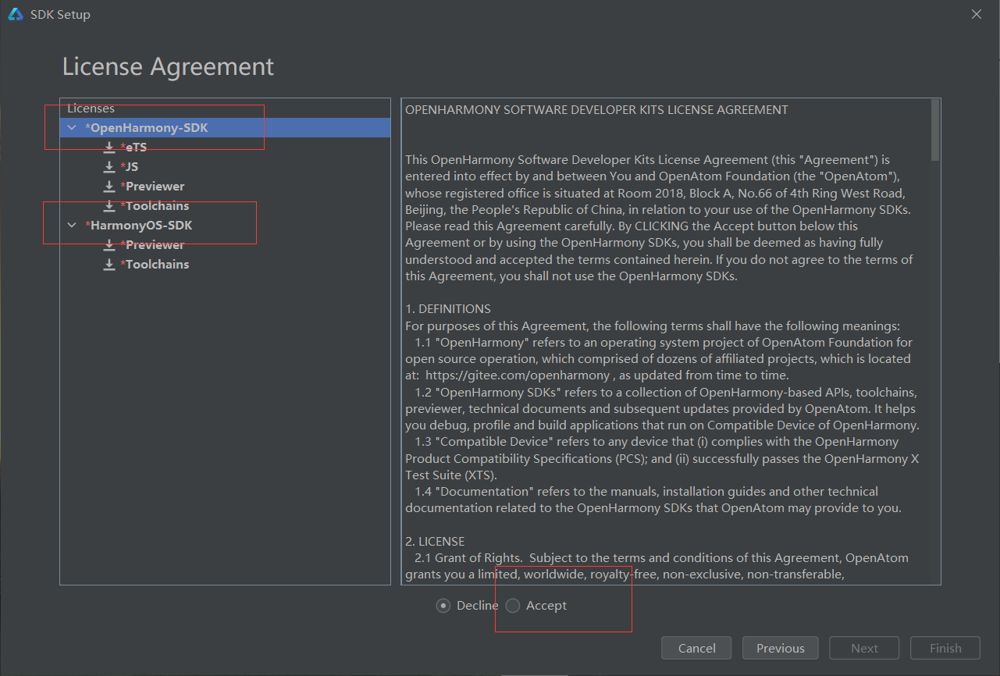 SDK Setup
License Agreement
Licenses
*OpenHarmony-SDK
*eTS
*JS
*Previewer
*Toolchains
*HarmonyOS-SDK
*Previewer
*Toolchains
OPENHARMONY SOFTWARE DEVELOPER KITS LICENSE AGREEMENT
This OpenHarmony Software Developer Kits License Agreement (this "Agreement") is
entered into effect by and between You and OpenAtom Foundation (the "OpenAtom"),
whose registered office is situated at Room 2018, Block A, No.66 of 4th Ring West Road,
Beijing, the People's Republic of China, in relation to your use of the OpenHarmony SDKs.
Please read this Agreement carefully. By CLICKING the Accept button below this
Agreement or by using the OpenHarmony SDKs, you shall be deemed as having fully
understood and accepted the terms contained herein. If you do not agree to the terms of
this Agreement, you shall not use the OpenHarmony SDKs.
1. DEFINITIONS
For purposes of this Agreement, the following terms shall have the following meanings:
1.1 "OpenHarmony" refers to an operating system project of OpenAtom Foundation for
open source operation, which comprised of dozens of affiliated projects, which is located
at:  https://gitee.com/openharmony , as updated from time to time.
1.2 "OpenHarmony SDKs" refers to a collection of OpenHarmony-based APIs, toolchains,
previewer, technical documents and subsequent updates provided by OpenAtom. It helps
you debug, profile and build applications that run on Compatible Device of OpenHarmony.
1.3 "Compatible Device" refers to any device that (i) complies with the OpenHarmony
Product Compatibility Specifications (PCS); and (ii) successfully passes the OpenHarmony X
Test Suite (XTS).
1.4 "Documentation" refers to the manuals, installation guides and other technical
documentation related to the OpenHarmony SDKs that OpenAtom may provide to you.
2. LICENSE
2.1 Grant of Rights.  Subject to the terms and conditions of this Agreement, OpenAtom
grants you a limited, worldwide, royalty-free, non-exclusive, non-transferable,
Decline Accept
Cancel Previous Next Finish